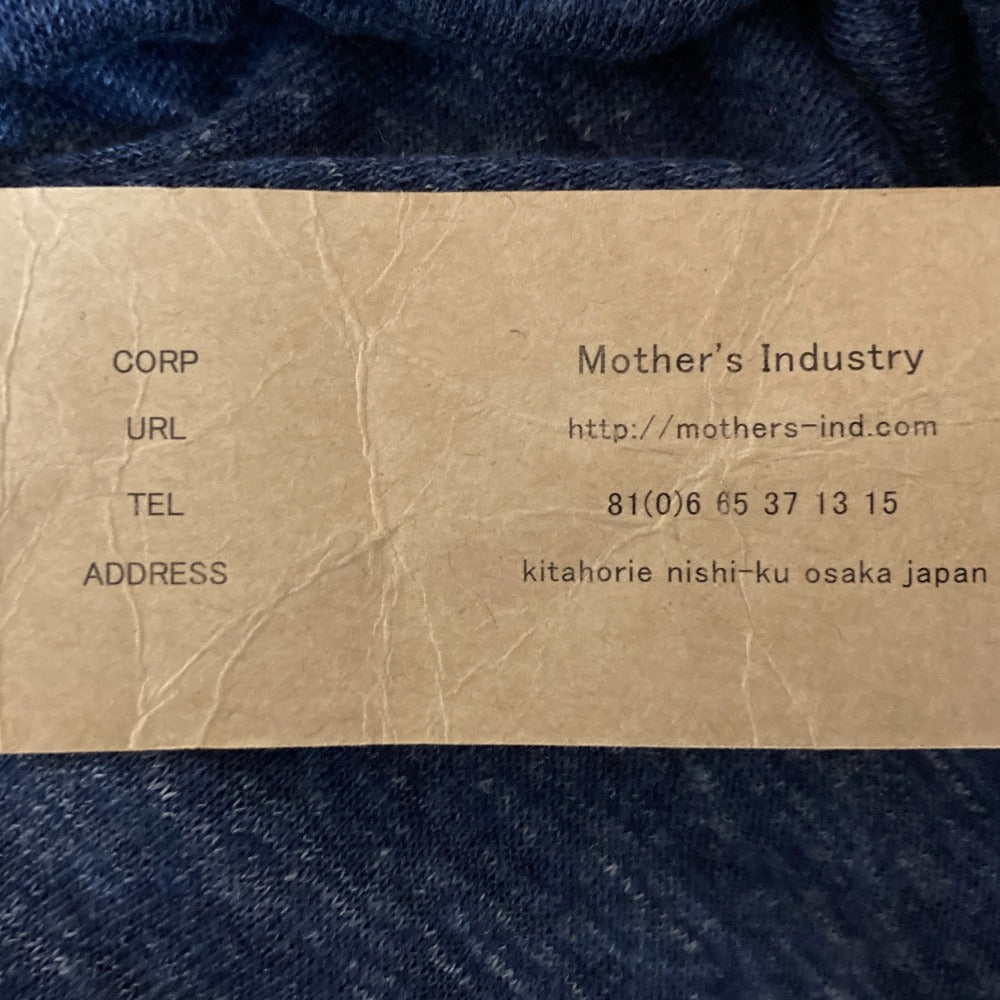 CORP Mother's Industry
URL http://mothers-ind.com
TEL 81(0)6 65 37 13 15
ADDRESS kitahorie nishi-ku osaka japan